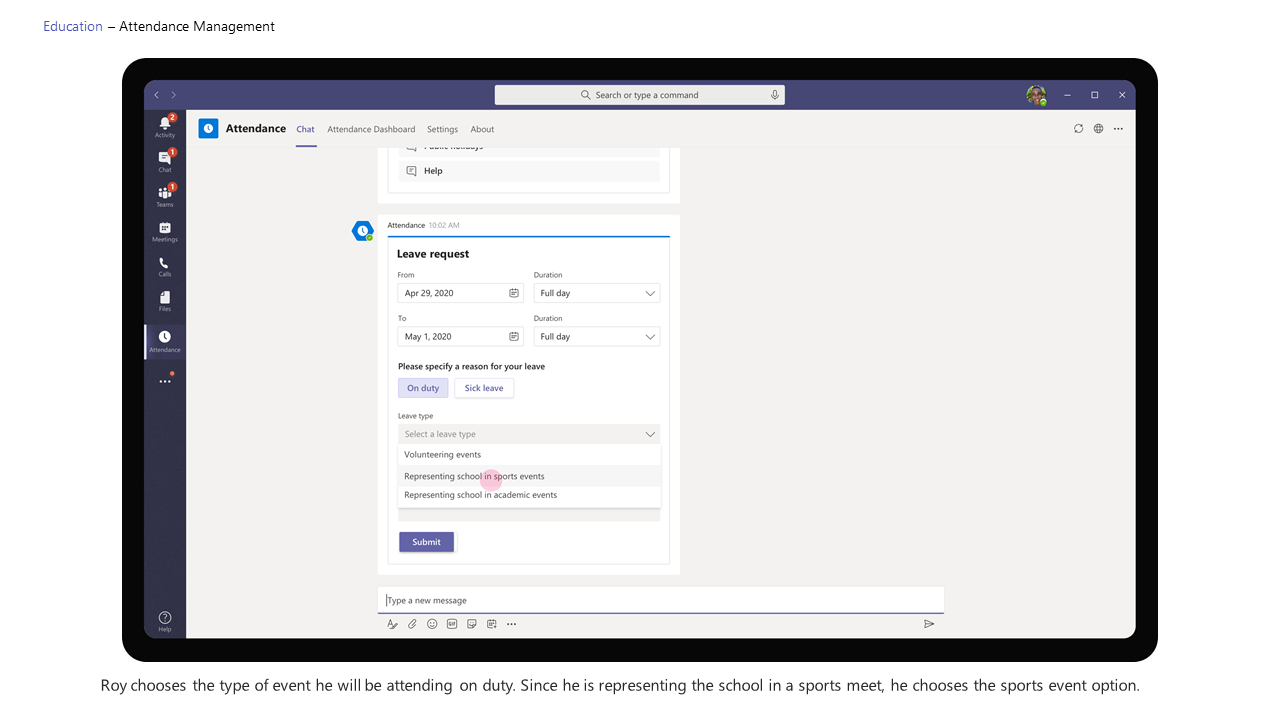 Education – Attendance Management
Search or type a command
2
Activity
Attendance
Chat
Attendance Dashboard
Settings
About
1
Chat
Public holidays
Help
1
Teams
Meetings
Calls
Files
Attendance
Help
Attendance 10:02 AM
Leave request
From
Duration
Apr 29, 2020
Full day
To
Duration
May 1, 2020
Full day
Please specify a reason for your leave
On duty
Sick leave
Leave type
Select a leave type
Volunteering events
Representing school in sports events
Representing school in academic events
Submit
Type a new message
GIF
Roy chooses the type of event he will be attending on duty. Since he is representing the school in a sports meet, he chooses the sports event option.